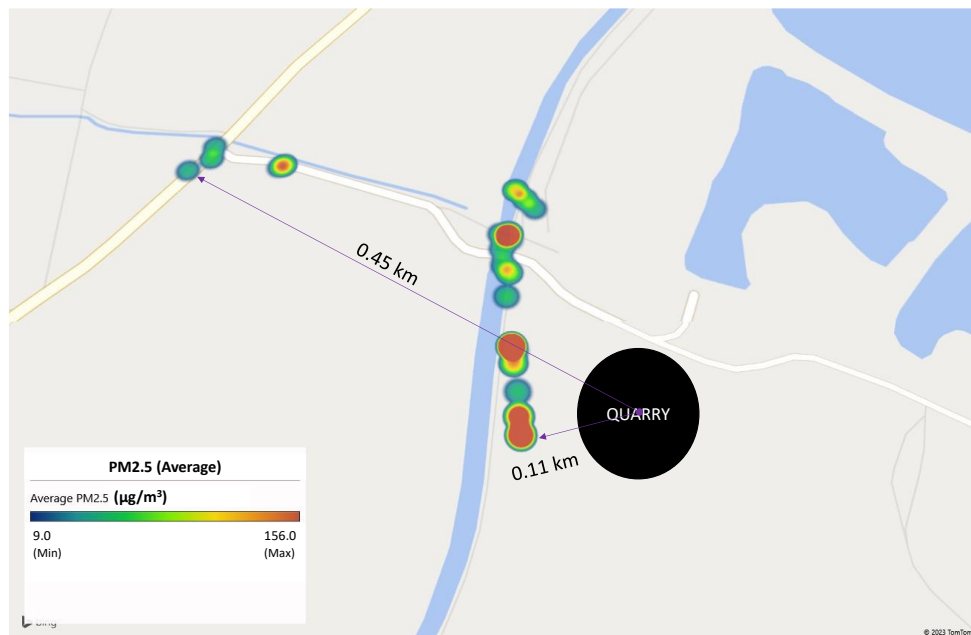 0.45 km
QUARRY
0.11 km
PM2.5 (Average)
Average PM2.5 (µg/m³)
9.0
156.0
(Min)
(Max)
© 2023 TomTom